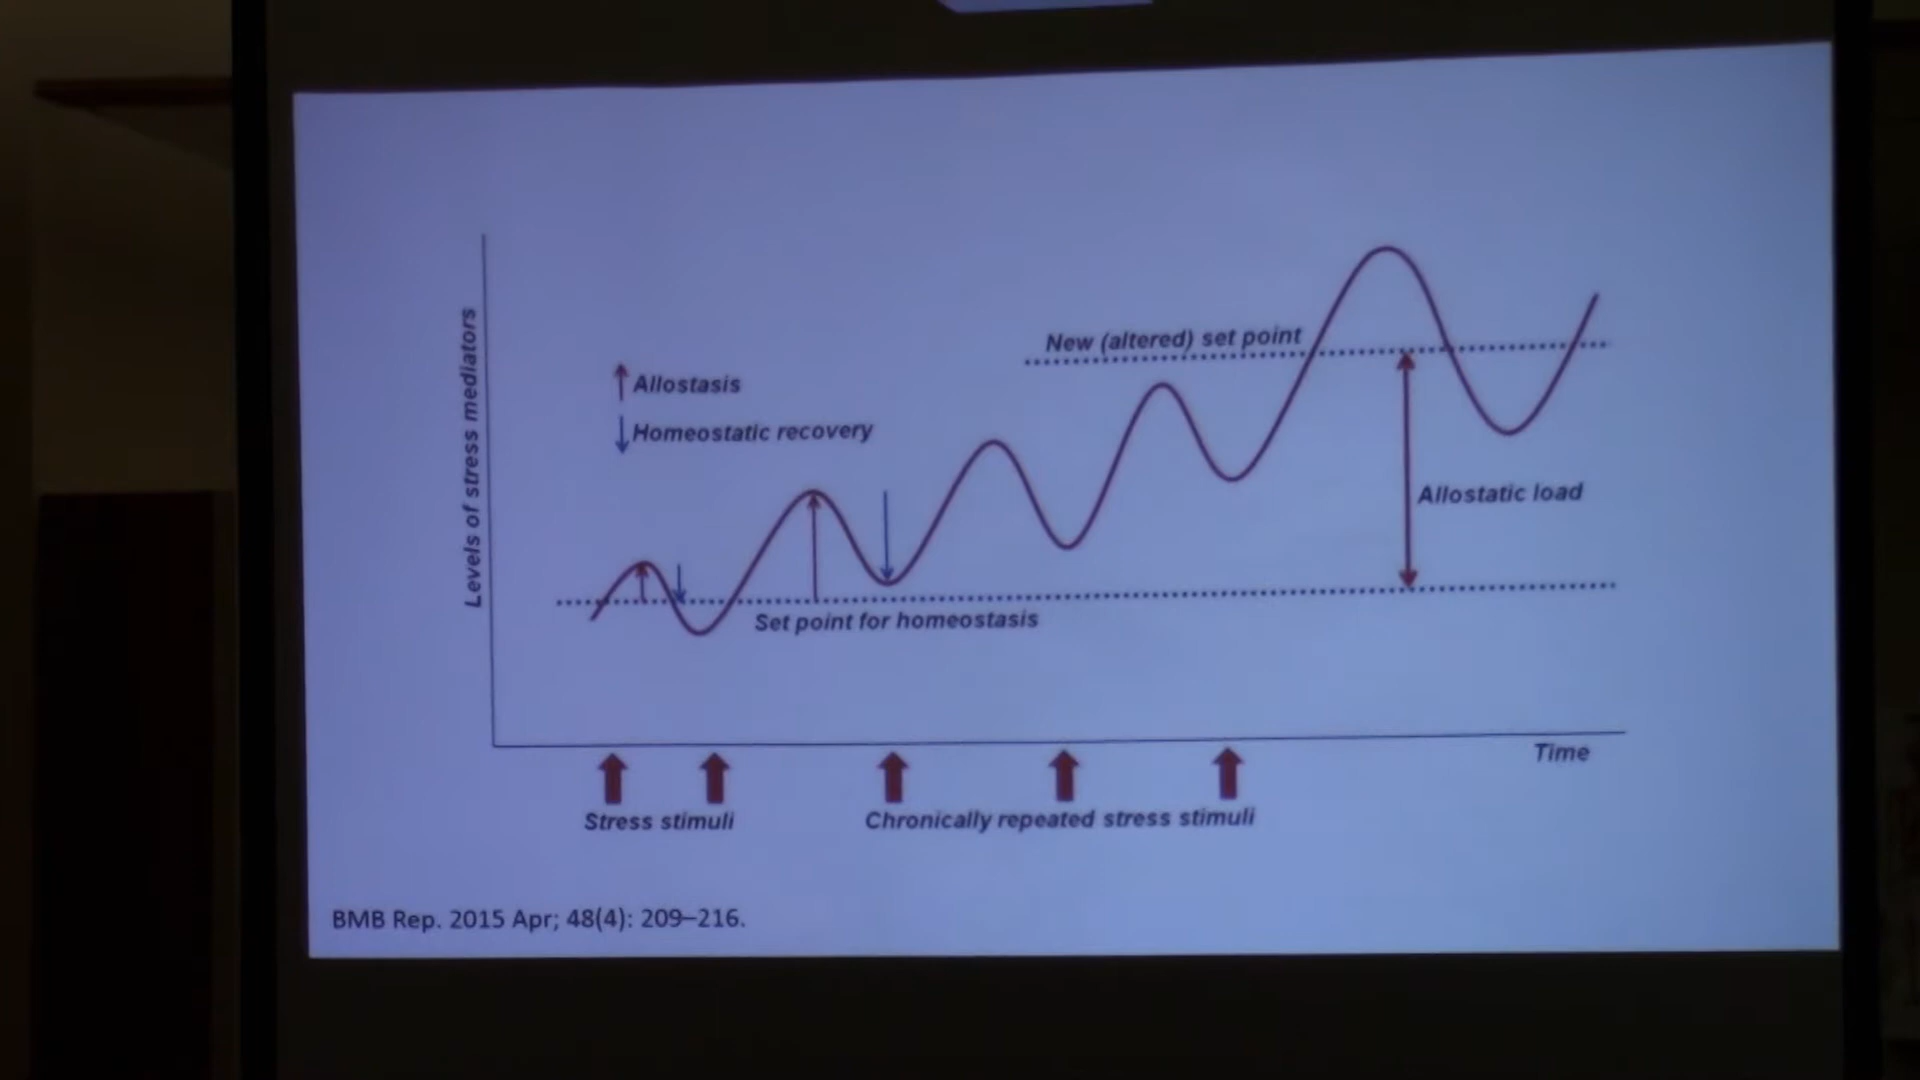 Levels of stress mediators
New (altered) set point
Allostasis
Homeostatic recovery
Allostatic load
Set point for homeostasis
Time
Stress stimuli
Chronically repeated stress stimuli
BMB Rep. 2015 Apr; 48(4): 209–216.